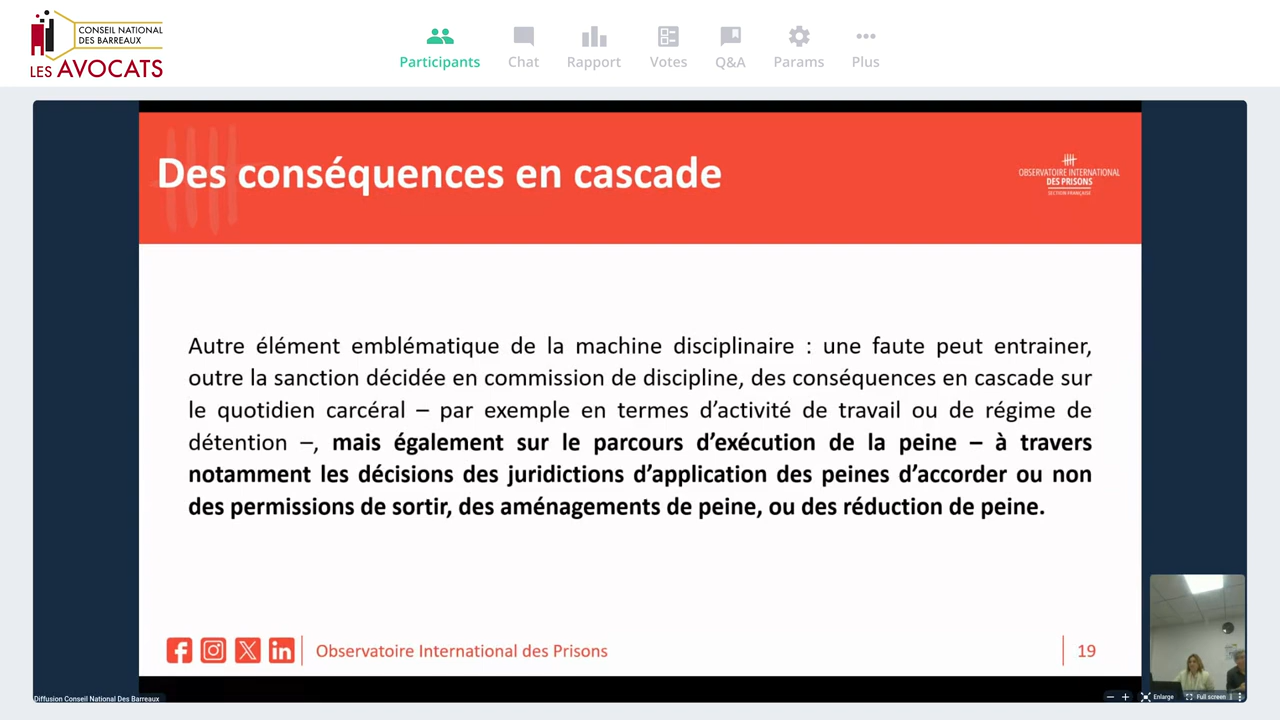 CONSEIL NATIONAL
DES BARREAUX
LES AVOCATS
Participants
Chat
Rapport
Votes
Q&A
Params
Plus
Des conséquences en cascade
OBSERVATOIRE INTERNATIONAL
DES PRISONS
SECTION FRANÇAISE
Autre élément emblématique de la machine disciplinaire : une faute peut entrainer,
outre la sanction décidée en commission de discipline, des conséquences en cascade sur
le quotidien carcéral – par exemple en termes d’activité de travail ou de régime de
détention –, mais également sur le parcours d’exécution de la peine – à travers
notamment les décisions des juridictions d’application des peines d’accorder ou non
des permissions de sortir, des aménagements de peine, ou des réduction de peine.
Observatoire International des Prisons
19
Diffusion Conseil National Des Barreaux
Enlarge
Full screen